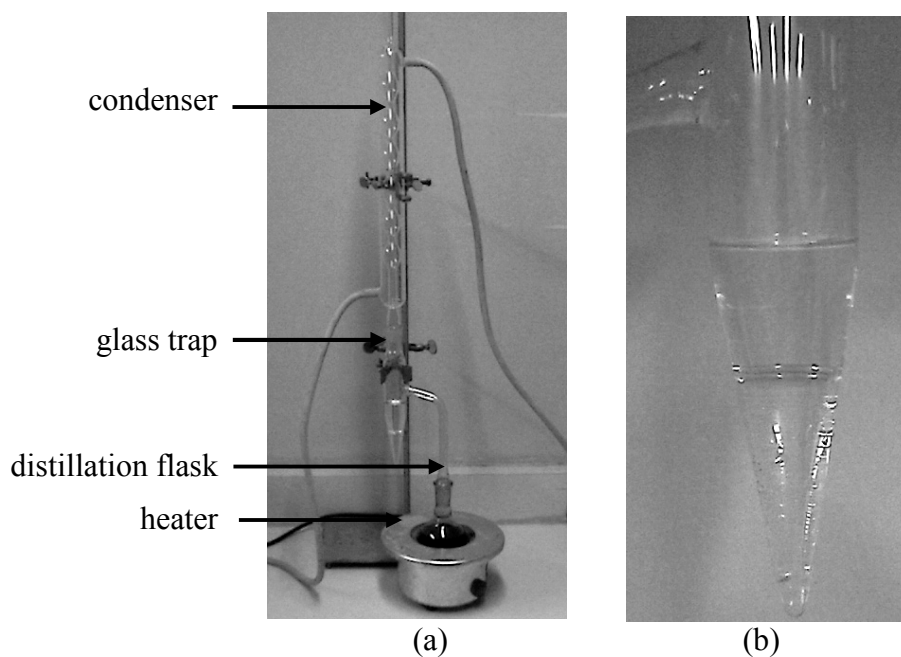 condenser
glass trap
distillation flask
heater
(a)
(b)